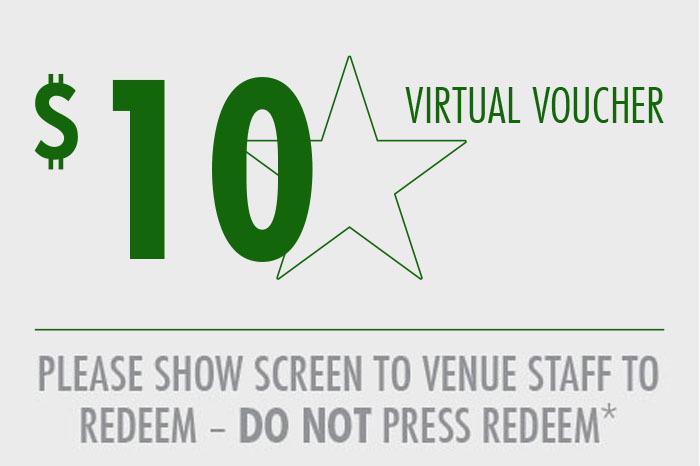 $10
VIRTUAL VOUCHER
PLEASE SHOW SCREEN TO VENUE STAFF TO
REDEEM – DO NOT PRESS REDEEM*